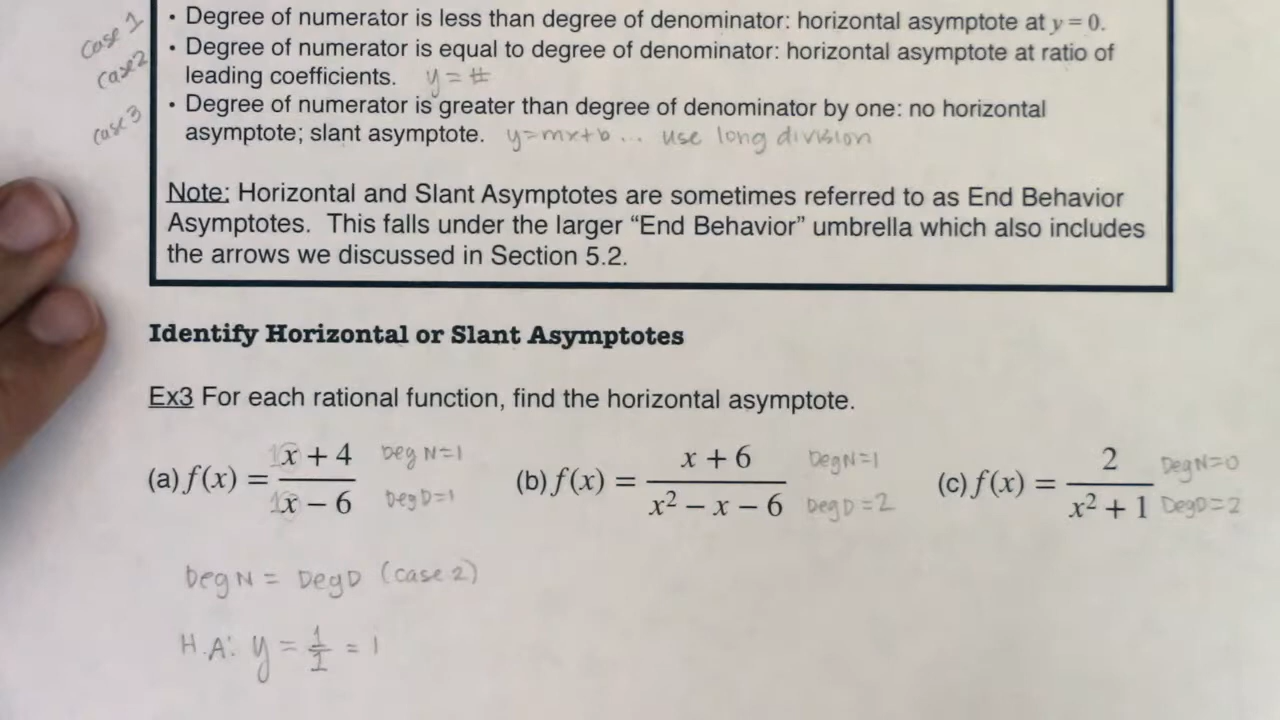 case 1 • Degree of numerator is less than degree of denominator: horizontal asymptote at y = 0.
case 2 • Degree of numerator is equal to degree of denominator: horizontal asymptote at ratio of
leading coefficients. y = #
case 3 • Degree of numerator is greater than degree of denominator by one: no horizontal
asymptote; slant asymptote. y=mx+b ... use long division
Note: Horizontal and Slant Asymptotes are sometimes referred to as End Behavior
Asymptotes. This falls under the larger “End Behavior” umbrella which also includes
the arrows we discussed in Section 5.2.
Identify Horizontal or Slant Asymptotes
Ex3 For each rational function, find the horizontal asymptote.
(a) f(x) = (1x + 4)/(1x − 6) Deg N=1 Deg D=1
(b) f(x) = (x + 6)/(x² − x − 6) Deg N=1 Deg D=2
(c) f(x) = 2/(x² + 1) Deg N=0 Deg D=2
Deg N = Deg D (case 2)
H.A: y = 1/1 = 1